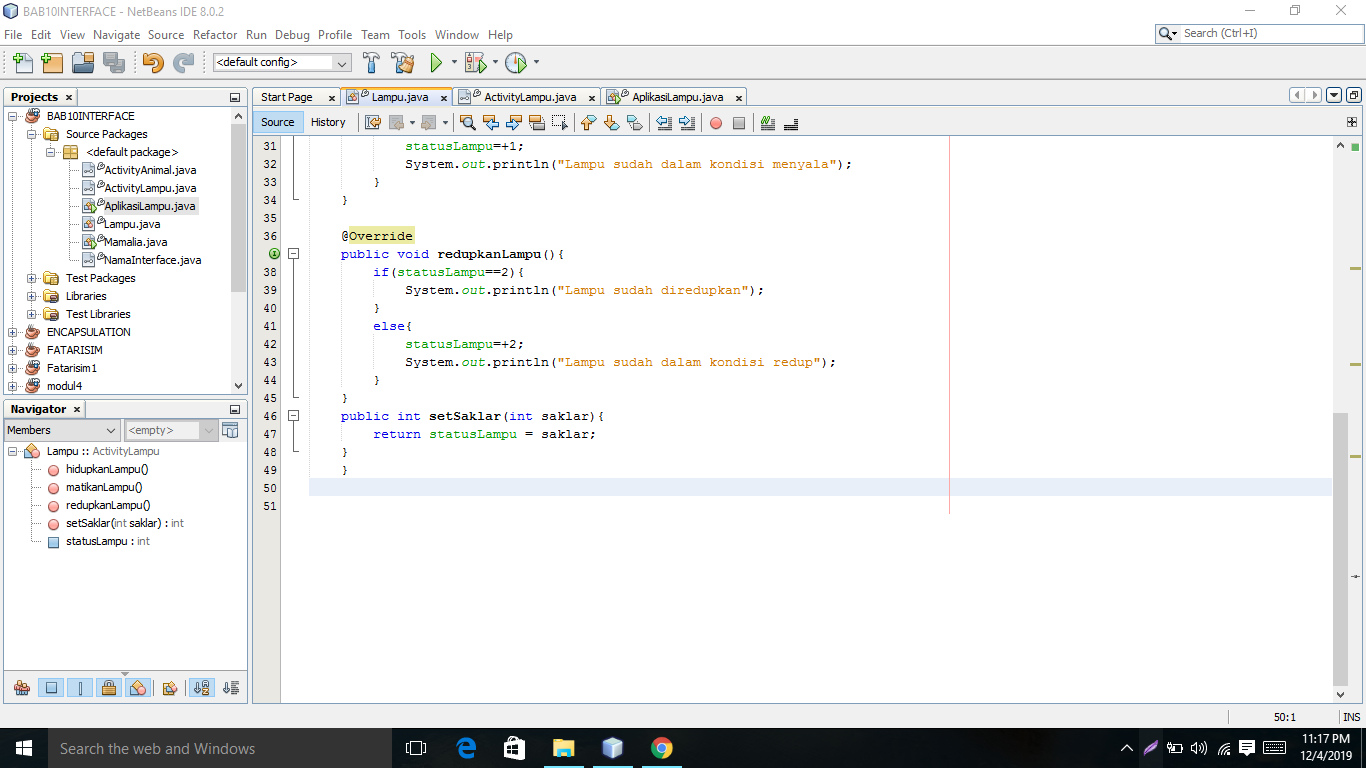 BAB10INTERFACE - NetBeans IDE 8.0.2
File Edit View Navigate Source Refactor Run Debug Profile Team Tools Window Help
Search (Ctrl+I)
<default config>
Projects
BAB10INTERFACE
Source Packages
<default package>
ActivityAnimal.java
ActivityLampu.java
AplikasiLampu.java
Lampu.java
Mamalia.java
NamaInterface.java
Test Packages
Libraries
Test Libraries
ENCAPSULATION
FATARISIM
Fatarisim1
modul4
Navigator
Members <empty>
Lampu :: ActivityLampu
hidupkanLampu()
matikanLampu()
redupkanLampu()
setSaklar(int saklar) : int
statusLampu : int
Start Page Lampu.java ActivityLampu.java AplikasiLampu.java
Source History
31 statusLampu=+1;
32 System.out.println("Lampu sudah dalam kondisi menyala");
33 }
34 }
35
36 @Override
public void redupkanLampu(){
38 if(statusLampu==2){
39 System.out.println("Lampu sudah diredupkan");
40 }
41 else{
42 statusLampu=+2;
43 System.out.println("Lampu sudah dalam kondisi redup");
44 }
45 }
46 public int setSaklar(int saklar){
47 return statusLampu = saklar;
48 }
49 }
50
51
50:1 INS
Search the web and Windows
11:17 PM
12/4/2019